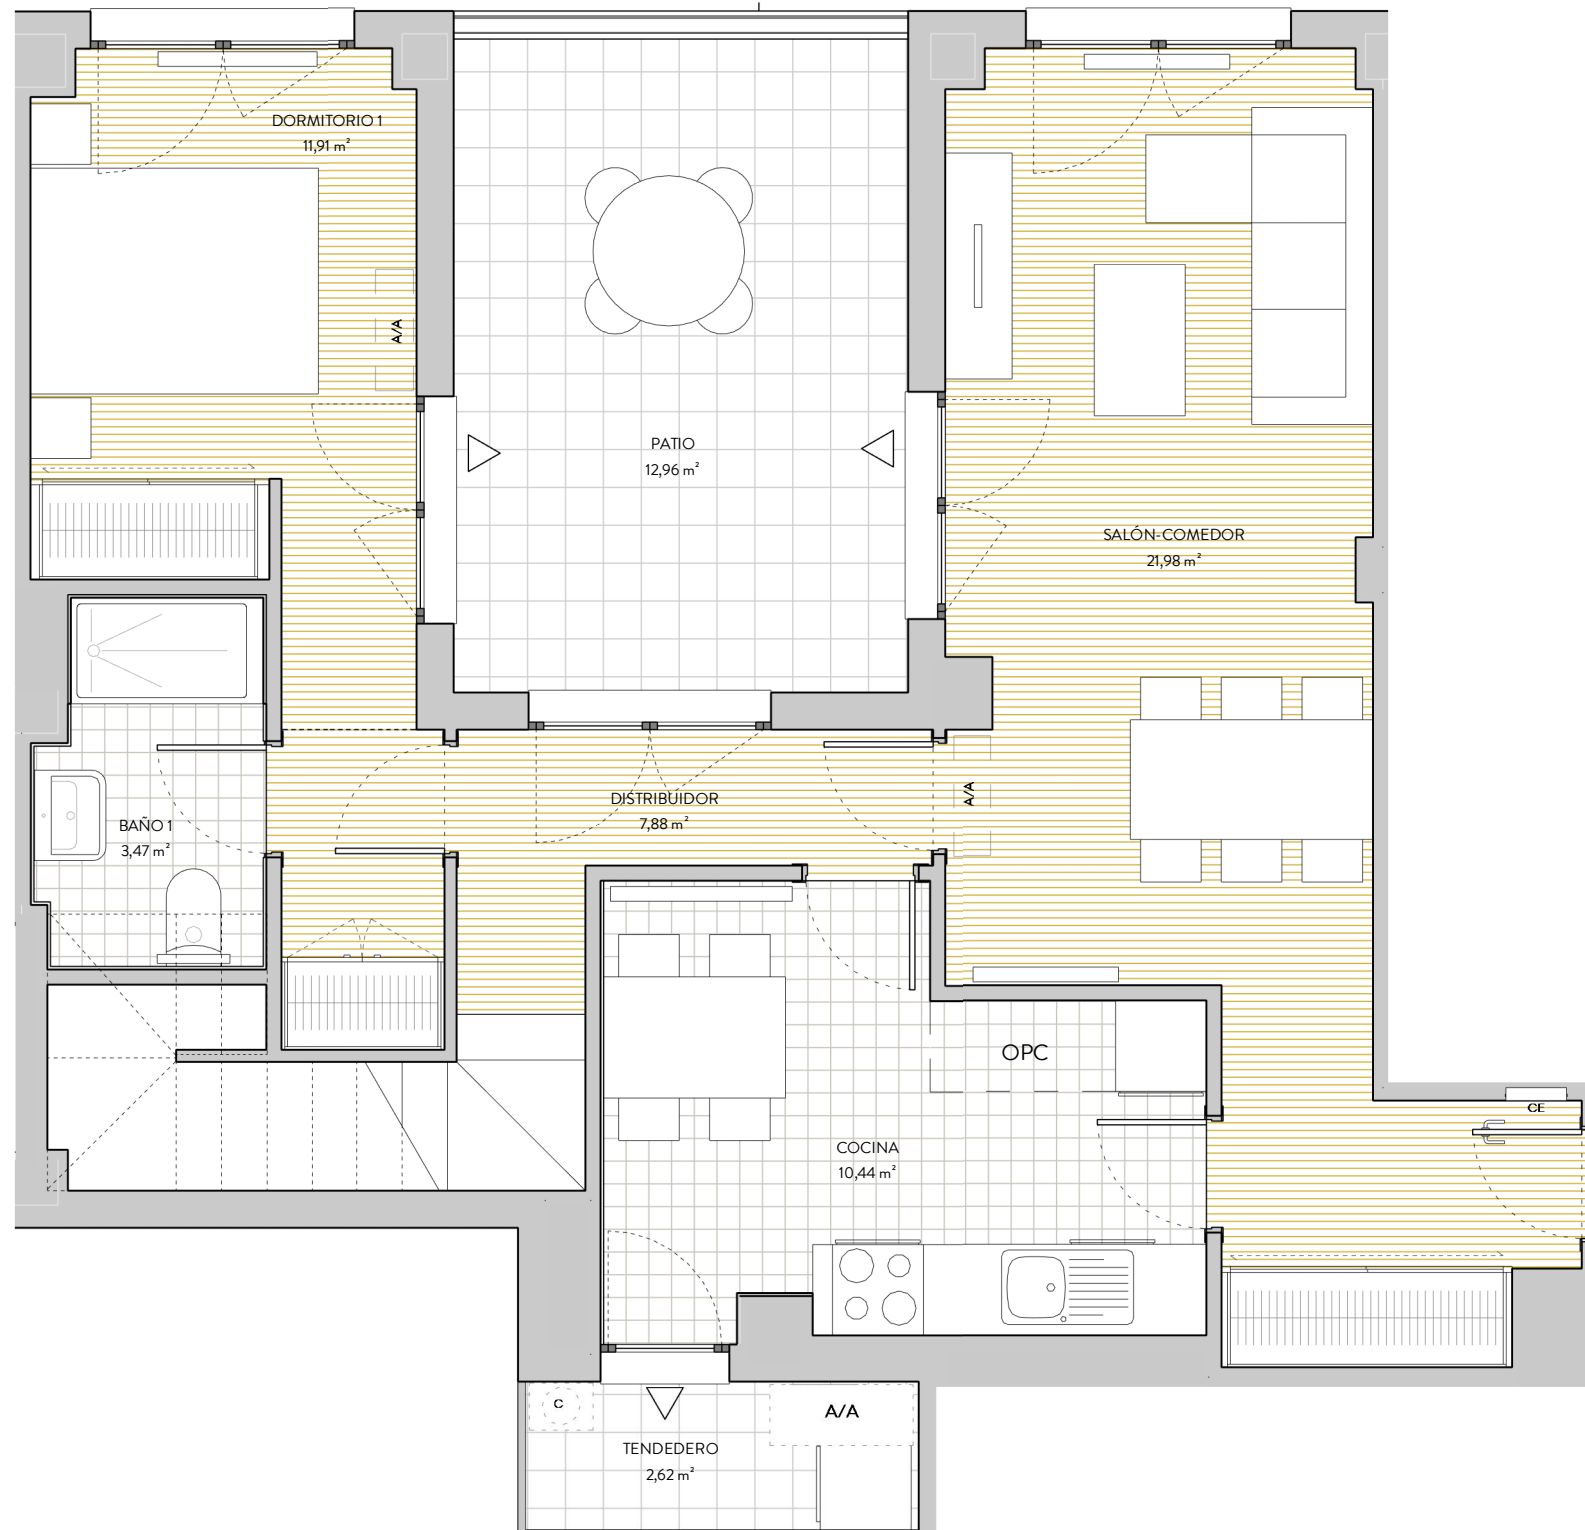 DORMITORIO 1
11,91 m²
A/A
PATIO
12,96 m²
SALÓN-COMEDOR
21,98 m²
DISTRIBUIDOR
7,88 m²
A/A
BAÑO 1
3,47 m²
OPC
COCINA
10,44 m²
CE
C
A/A
TENDEDERO
2,62 m²